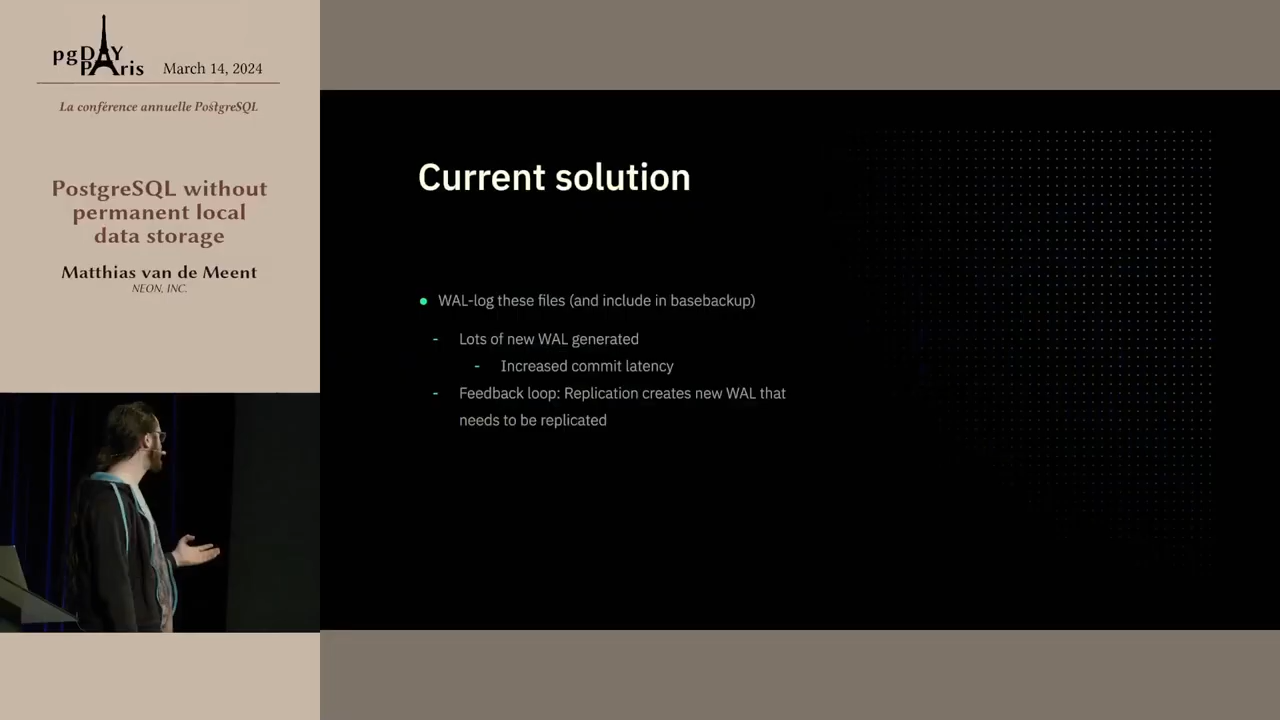 pgDAY
PAris
March 14, 2024
La conférence annuelle PostgreSQL
PostgreSQL without
permanent local
data storage
Matthias van de Meent
NEON, INC.
Current solution
WAL-log these files (and include in basebackup)
- Lots of new WAL generated
- Increased commit latency
- Feedback loop: Replication creates new WAL that
needs to be replicated